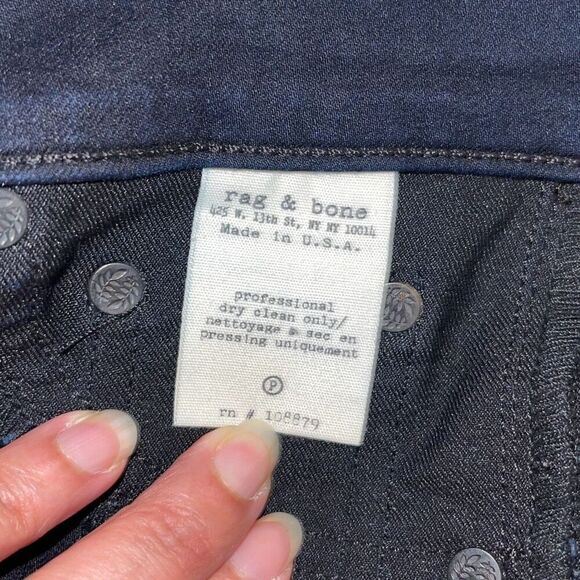 rag & bone
425 W. 13th St, NY NY 10014
Made in U.S.A.
professional
dry clean only/
nettoyage a sec en
pressing uniquement
P
rn # 108879